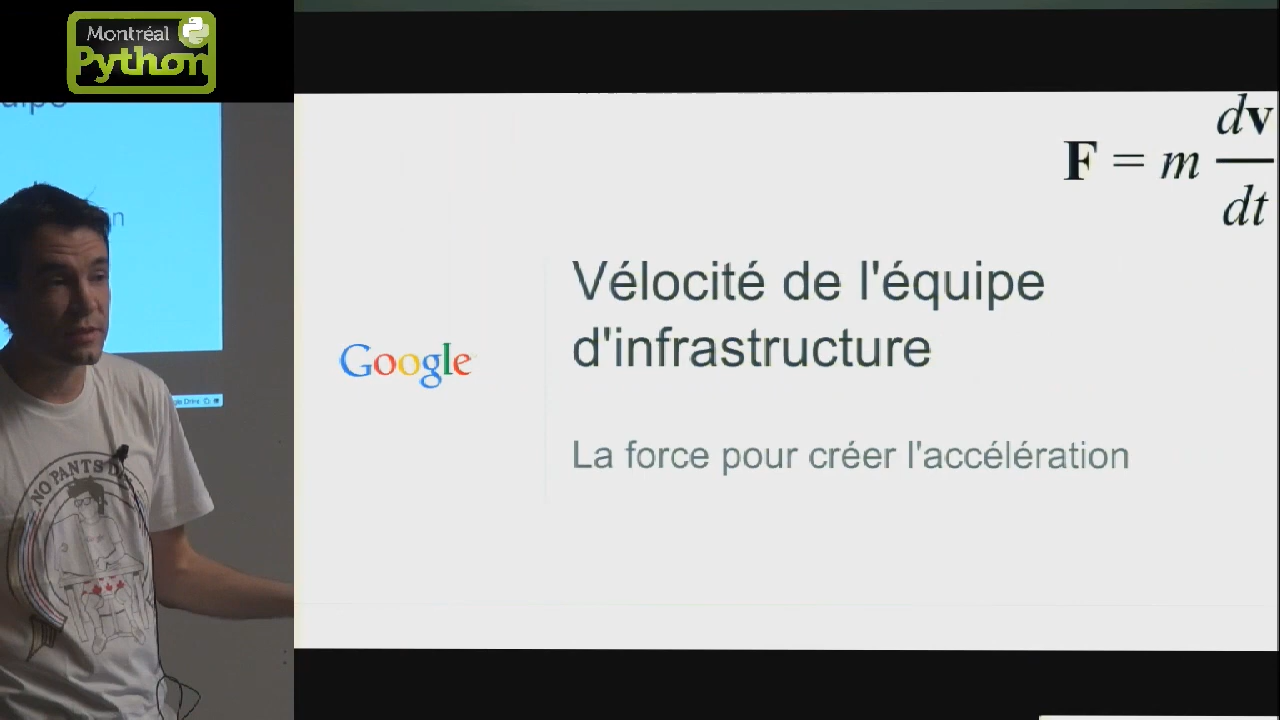 Montréal
Python
F = m dv/dt
Vélocité de l'équipe
d'infrastructure
Google
La force pour créer l'accélération
NO PANTS